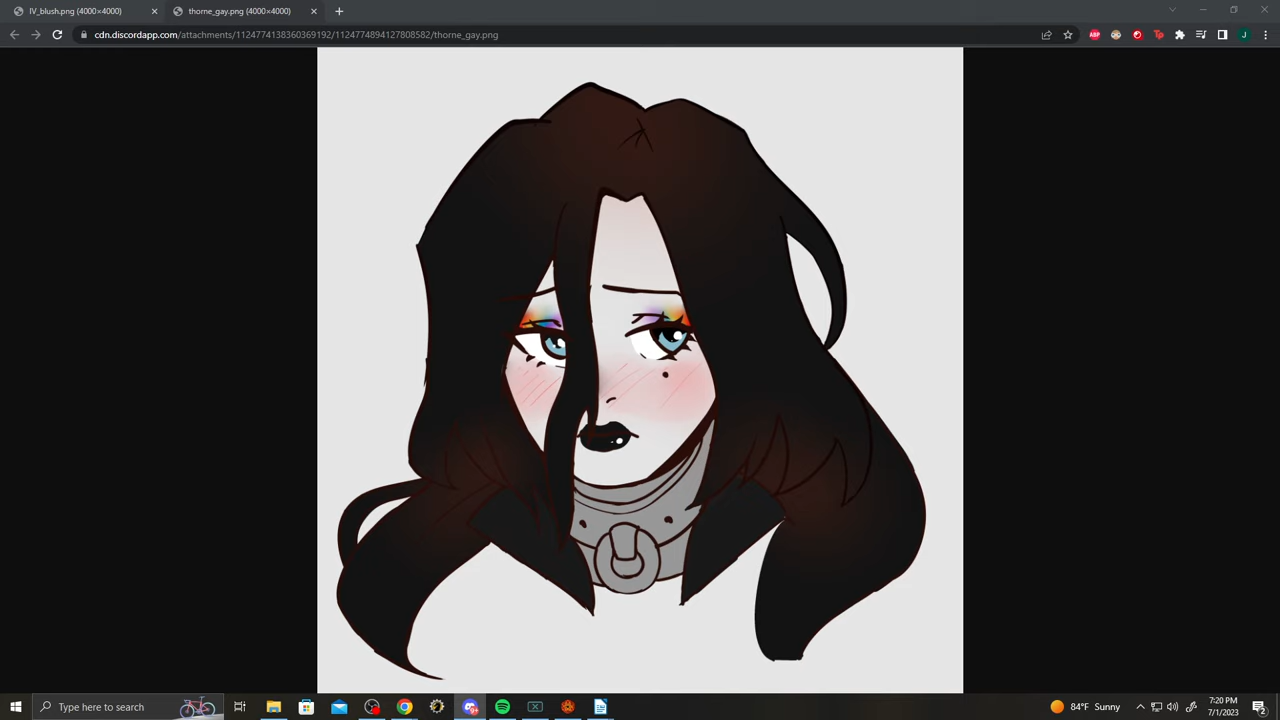 IV_blush.png (4000×4000)
thorne_gay.png (4000×4000)
cdn.discordapp.com/attachments/1124774138360369192/1124774894127808582/thorne_gay.png
ABP
J
Type here to search
84°F Sunny
7:20 PM
7/1/2023